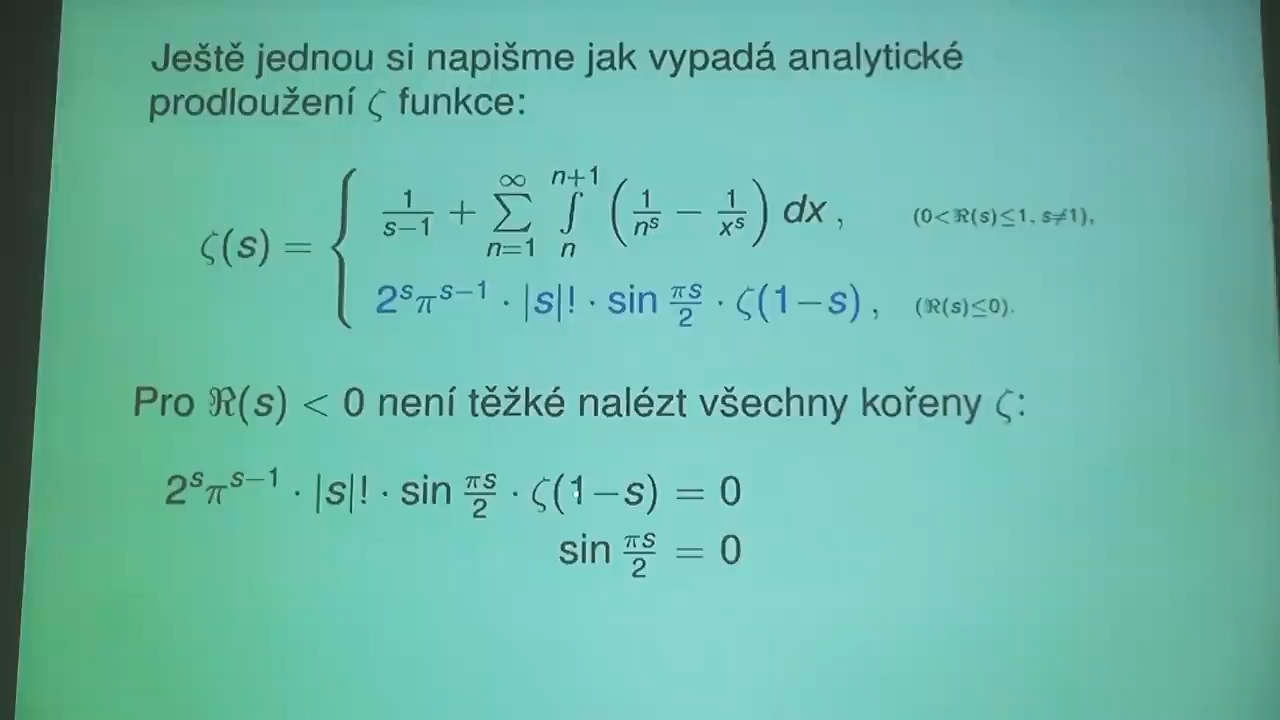 Ještě jednou si napišme jak vypadá analytické
prodloužení ζ funkce:
ζ(s) = { 1/(s−1) + ∑_{n=1}^{∞} ∫_{n}^{n+1} (1/n^s − 1/x^s) dx , (0<ℜ(s)≤1, s≠1),
2^s π^{s−1} · |s|! · sin πs/2 · ζ(1−s) , (ℜ(s)≤0).
Pro ℜ(s) < 0 není těžké nalézt všechny kořeny ζ:
2^s π^{s−1} · |s|! · sin πs/2 · ζ(1−s) = 0
sin πs/2 = 0